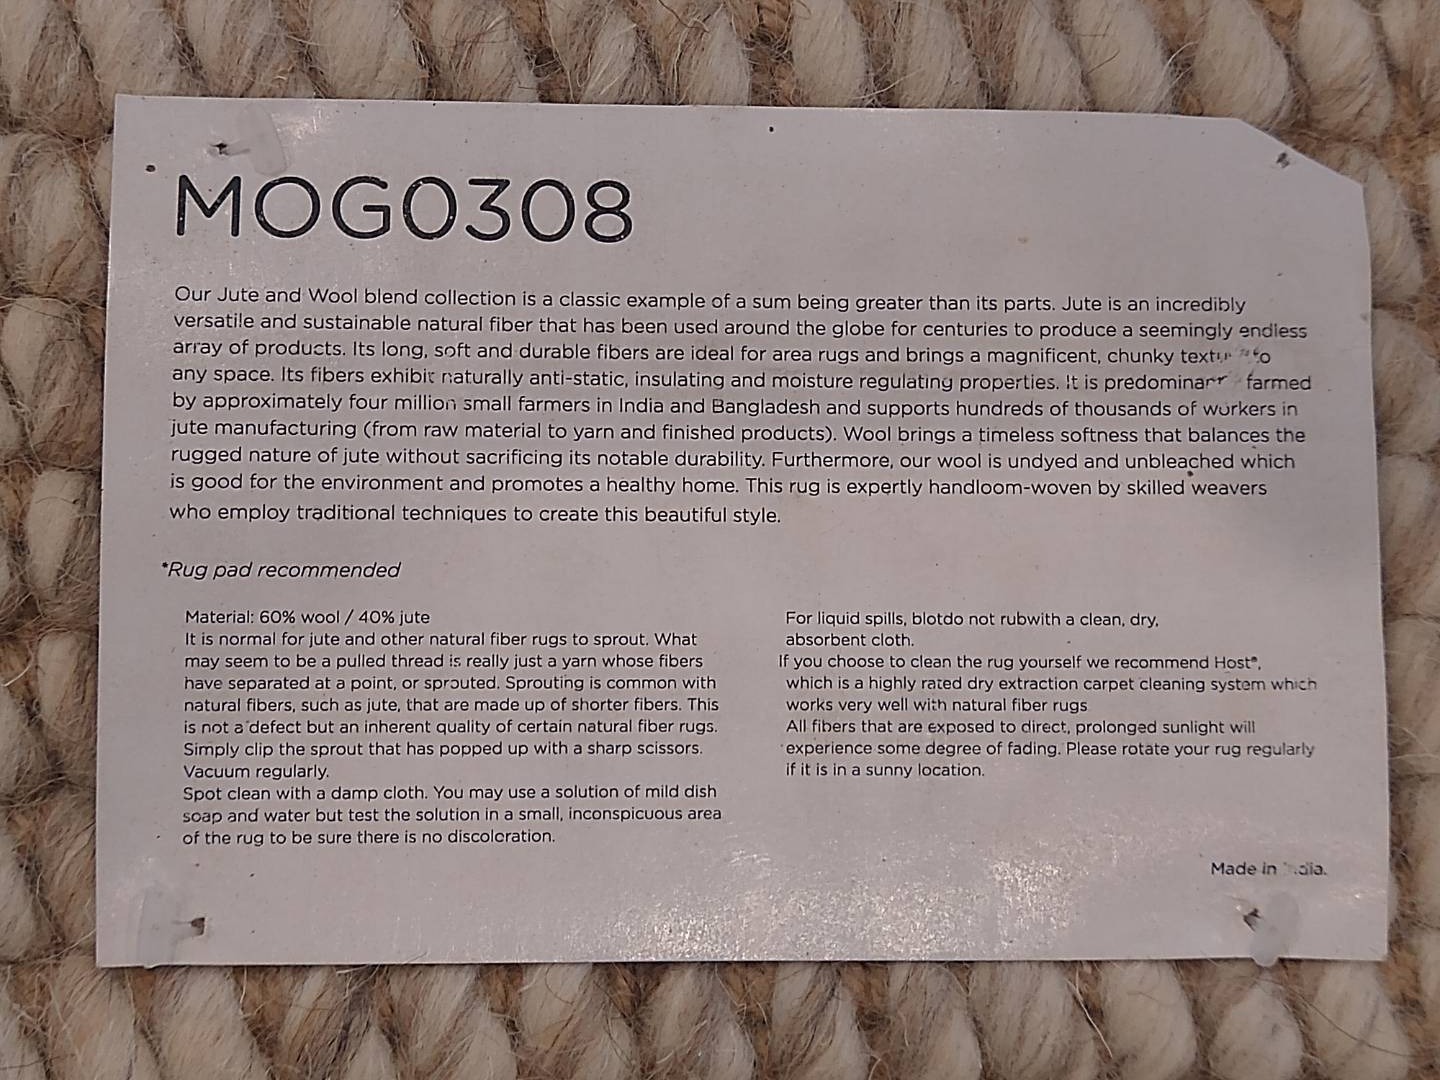 MOG0308
Our Jute and Wool blend collection is a classic example of a sum being greater than its parts. Jute is an incredibly
versatile and sustainable natural fiber that has been used around the globe for centuries to produce a seemingly endless
array of products. Its long, soft and durable fibers are ideal for area rugs and brings a magnificent, chunky texture to
any space. Its fibers exhibit naturally anti-static, insulating and moisture regulating properties. It is predominantly farmed
by approximately four million small farmers in India and Bangladesh and supports hundreds of thousands of workers in
jute manufacturing (from raw material to yarn and finished products). Wool brings a timeless softness that balances the
rugged nature of jute without sacrificing its notable durability. Furthermore, our wool is undyed and unbleached which
is good for the environment and promotes a healthy home. This rug is expertly handloom-woven by skilled weavers
who employ traditional techniques to create this beautiful style.
*Rug pad recommended
Material: 60% wool / 40% jute
It is normal for jute and other natural fiber rugs to sprout. What
may seem to be a pulled thread is really just a yarn whose fibers
have separated at a point, or sprouted. Sprouting is common with
natural fibers, such as jute, that are made up of shorter fibers. This
is not a defect but an inherent quality of certain natural fiber rugs.
Simply clip the sprout that has popped up with a sharp scissors.
Vacuum regularly.
Spot clean with a damp cloth. You may use a solution of mild dish
soap and water but test the solution in a small, inconspicuous area
of the rug to be sure there is no discoloration.
For liquid spills, blotdo not rubwith a clean, dry,
absorbent cloth.
If you choose to clean the rug yourself we recommend Host®,
which is a highly rated dry extraction carpet cleaning system which
works very well with natural fiber rugs
All fibers that are exposed to direct, prolonged sunlight will
experience some degree of fading. Please rotate your rug regularly
if it is in a sunny location.
Made in India.